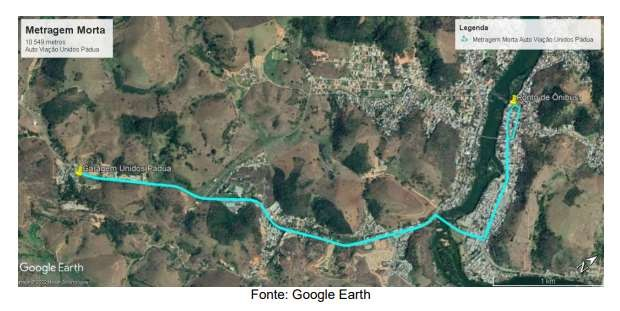 Metragem Morta
10.549 metros
Auto Viação Unidos Pádua
Legenda
Metragem Morta Auto Viação Unidos Pádua
Ponto de Ônibus
Garagem Unidos Pádua
Google Earth
1 km
Fonte: Google Earth